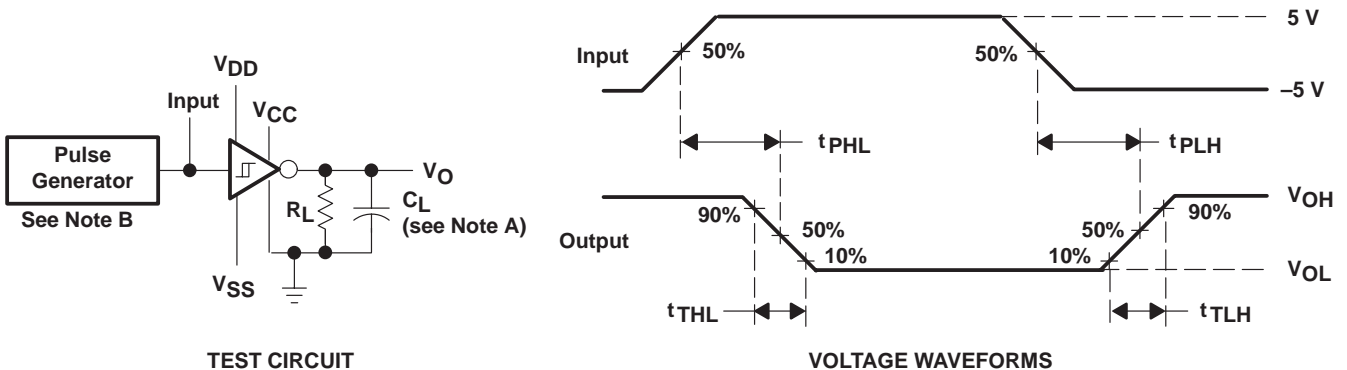 VDD
Input
VCC
Pulse
Generator
See Note B
VO
RL
CL
(see Note A)
VSS
TEST CIRCUIT
5 V
Input
50%
50%
–5 V
tPHL
tPLH
VOH
90%
90%
Output
50%
50%
10%
10%
VOL
tTHL
tTLH
VOLTAGE WAVEFORMS